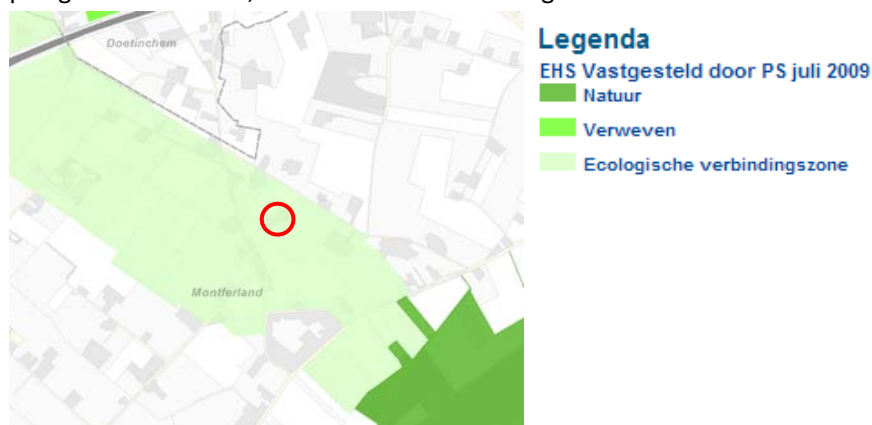 Doetinchem
Montferland
Legenda
EHS Vastgesteld door PS juli 2009
Natuur
Verweven
Ecologische verbindingszone